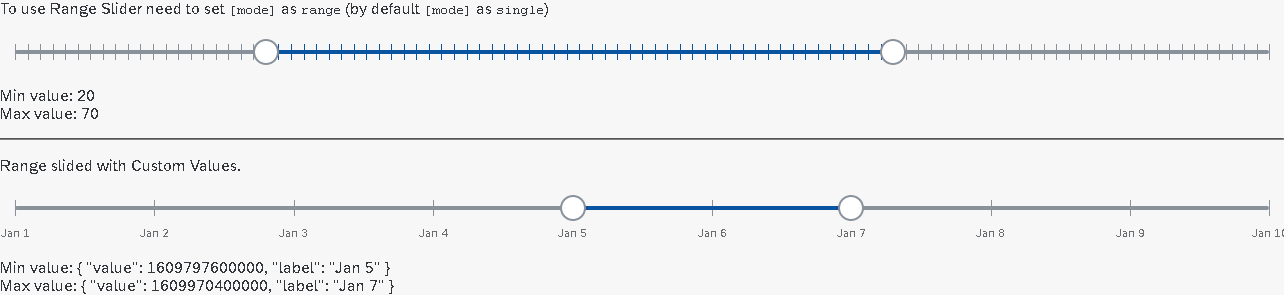 To use Range Slider need to set [mode] as range (by default [mode] as single)
Min value: 20
Max value: 70
Range slided with Custom Values.
Jan 1 Jan 2 Jan 3 Jan 4 Jan 5 Jan 6 Jan 7 Jan 8 Jan 9 Jan 10
Min value: { "value": 1609797600000, "label": "Jan 5" }
Max value: { "value": 1609970400000, "label": "Jan 7" }